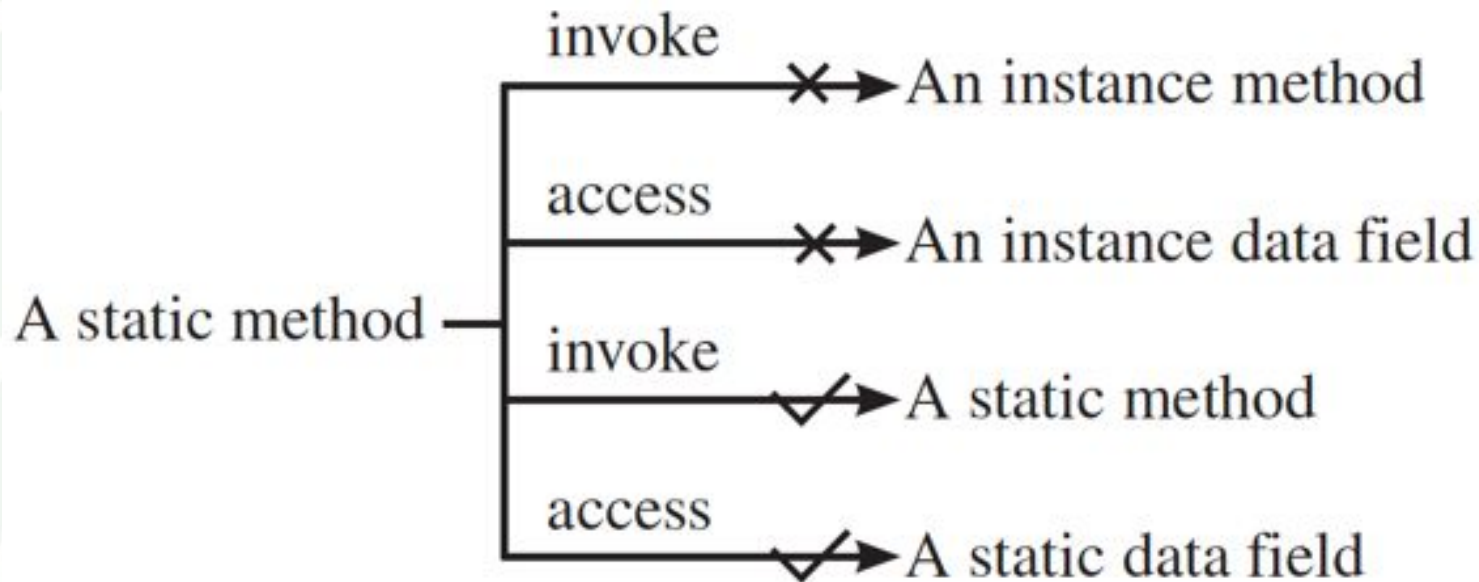 invoke
An instance method
access
An instance data field
A static method
invoke
A static method
access
A static data field